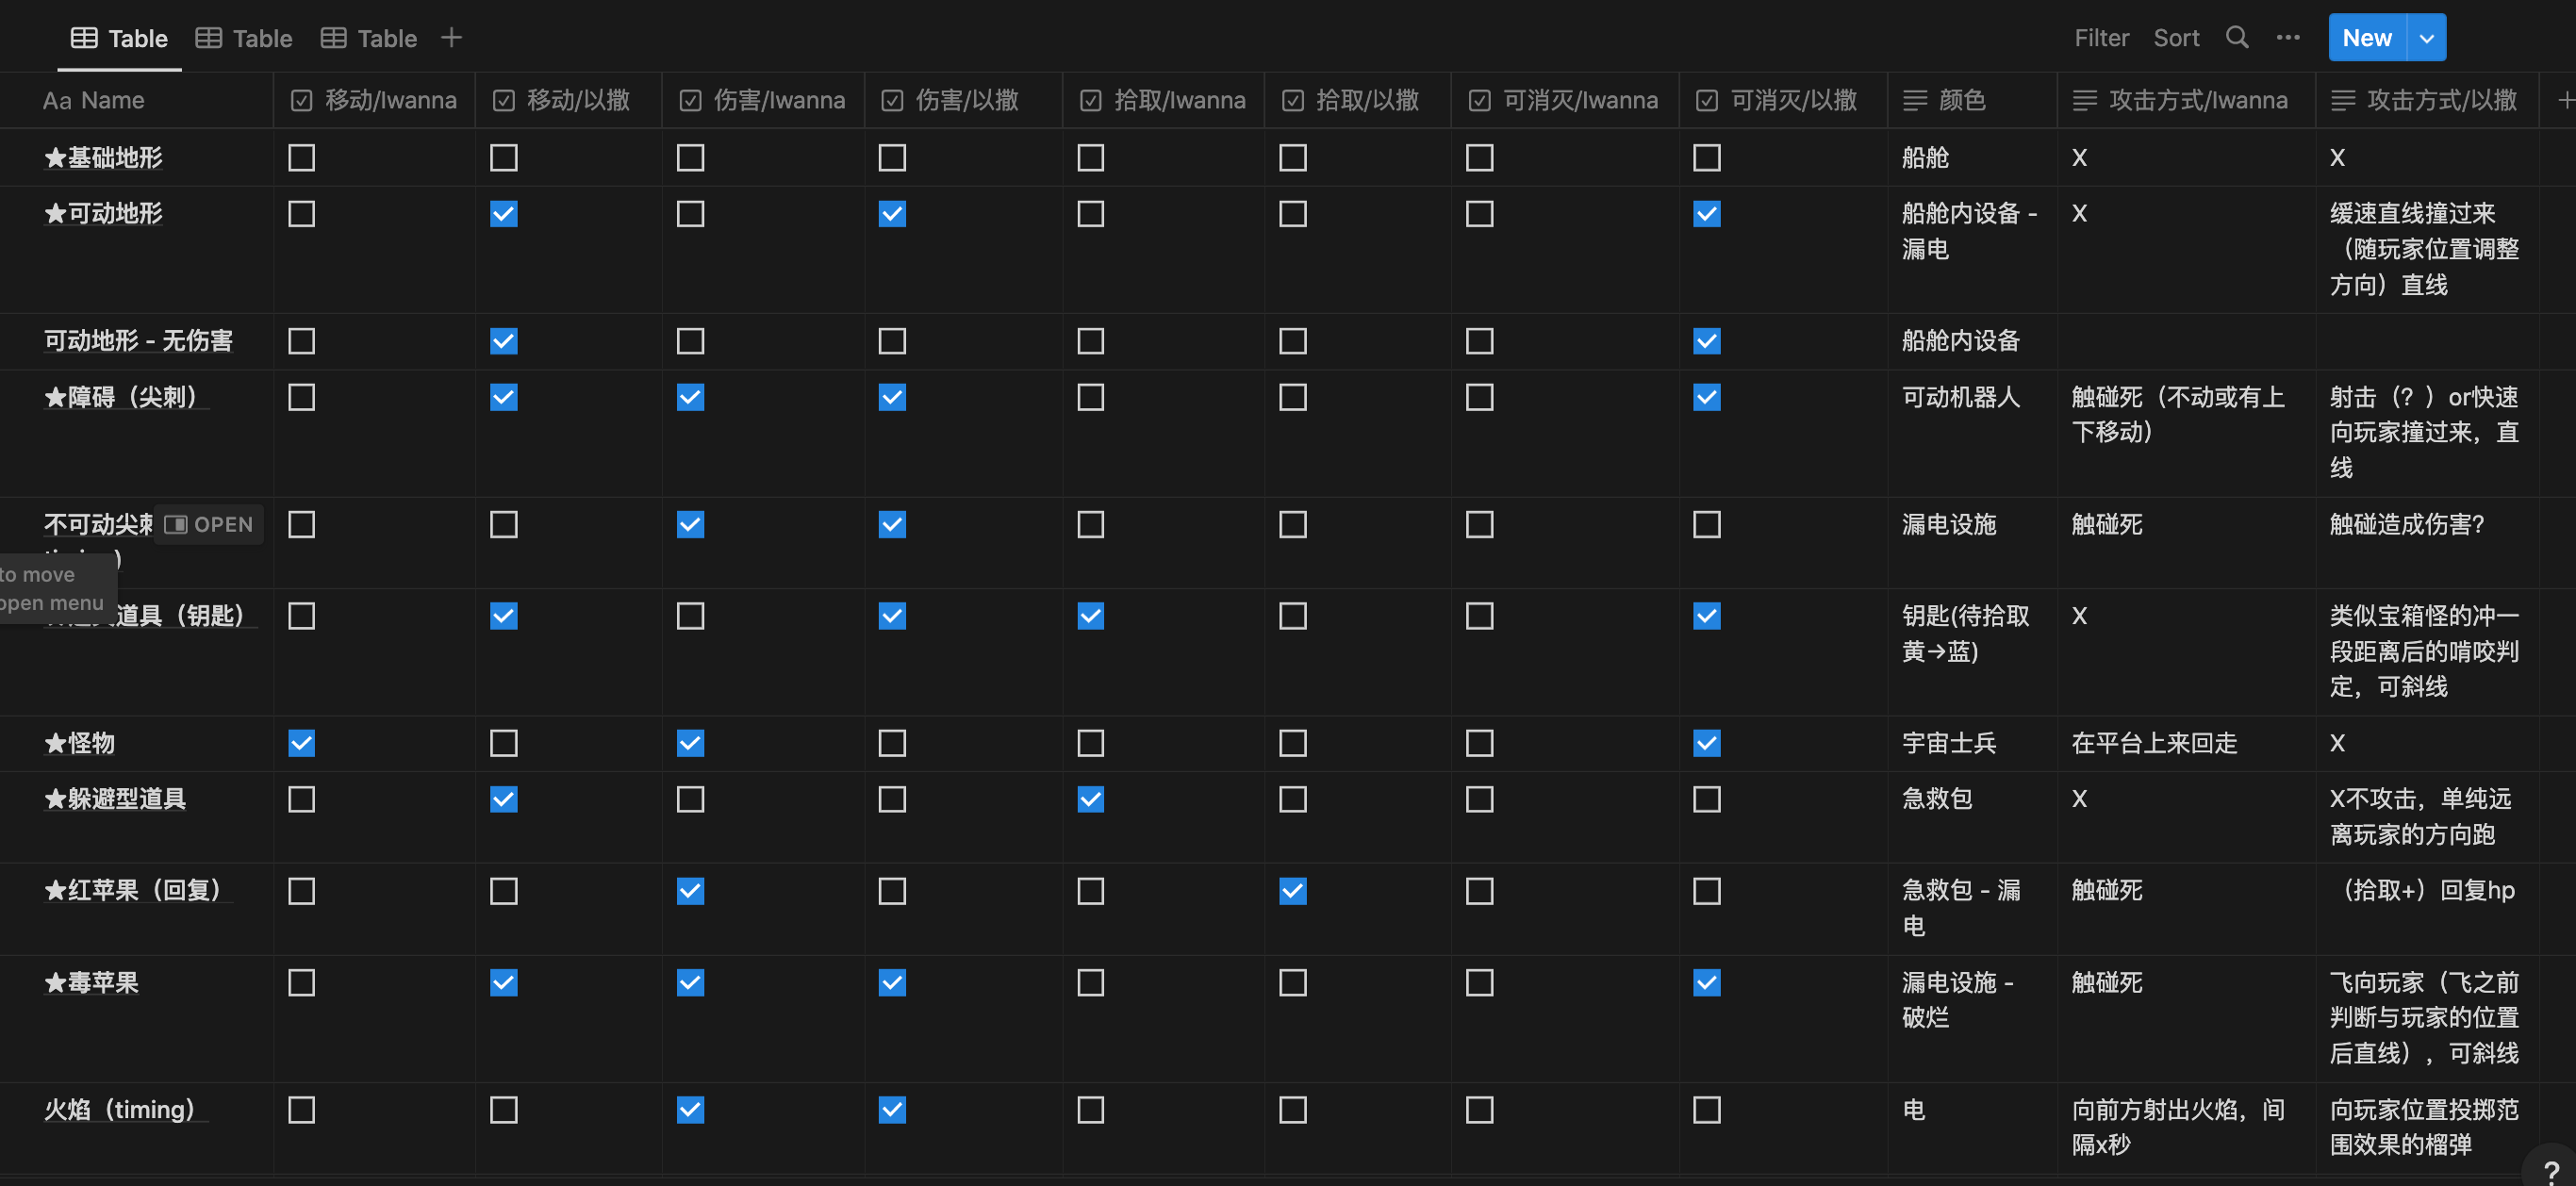 Table Table Table
Filter Sort New
Aa Name 移动/Iwanna 移动/以撒 伤害/Iwanna 伤害/以撒 拾取/Iwanna 拾取/以撒 可消灭/Iwanna 可消灭/以撒 颜色 攻击方式/Iwanna 攻击方式/以撒
★基础地形 船舱 X X
★可动地形 船舱内设备 - X 缓速直线撞过来
漏电 （随玩家位置调整
方向）直线
可动地形 - 无伤害 船舱内设备
★障碍（尖刺） 可动机器人 触碰死（不动或有上 射击（？）or快速
下移动） 向玩家撞过来，直
线
不可动尖刺 OPEN 漏电设施 触碰死 触碰造成伤害？
)
to move
open menu
道具（钥匙） 钥匙(待拾取 X 类似宝箱怪的冲一
黄→蓝) 段距离后的啃咬判
定，可斜线
★怪物 宇宙士兵 在平台上来回走 X
★躲避型道具 急救包 X X不攻击，单纯远
离玩家的方向跑
★红苹果（回复） 急救包 - 漏 触碰死 （拾取+）回复hp
电
★毒苹果 漏电设施 - 触碰死 飞向玩家（飞之前
破烂 判断与玩家的位置
后直线），可斜线
火焰（timing） 电 向前方射出火焰，间 向玩家位置投掷范
隔x秒 围效果的榴弹
?